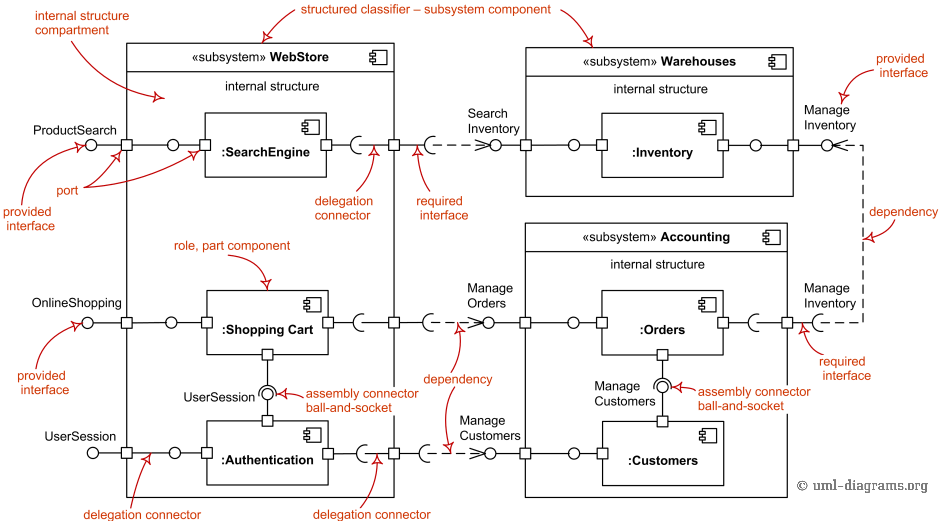 structured classifier – subsystem component
internal structure
compartment
«subsystem» WebStore
internal structure
«subsystem» Warehouses
internal structure
provided
interface
ProductSearch
:SearchEngine
Search
Inventory
:Inventory
Manage
Inventory
port
provided
interface
delegation
connector
required
interface
dependency
role, part component
«subsystem» Accounting
internal structure
OnlineShopping
:Shopping Cart
Manage
Orders
:Orders
Manage
Inventory
provided
interface
dependency
required
interface
UserSession
assembly connector
ball-and-socket
Manage
Customers
assembly connector
ball-and-socket
UserSession
:Authentication
Manage
Customers
:Customers
delegation connector
delegation connector
© uml-diagrams.org